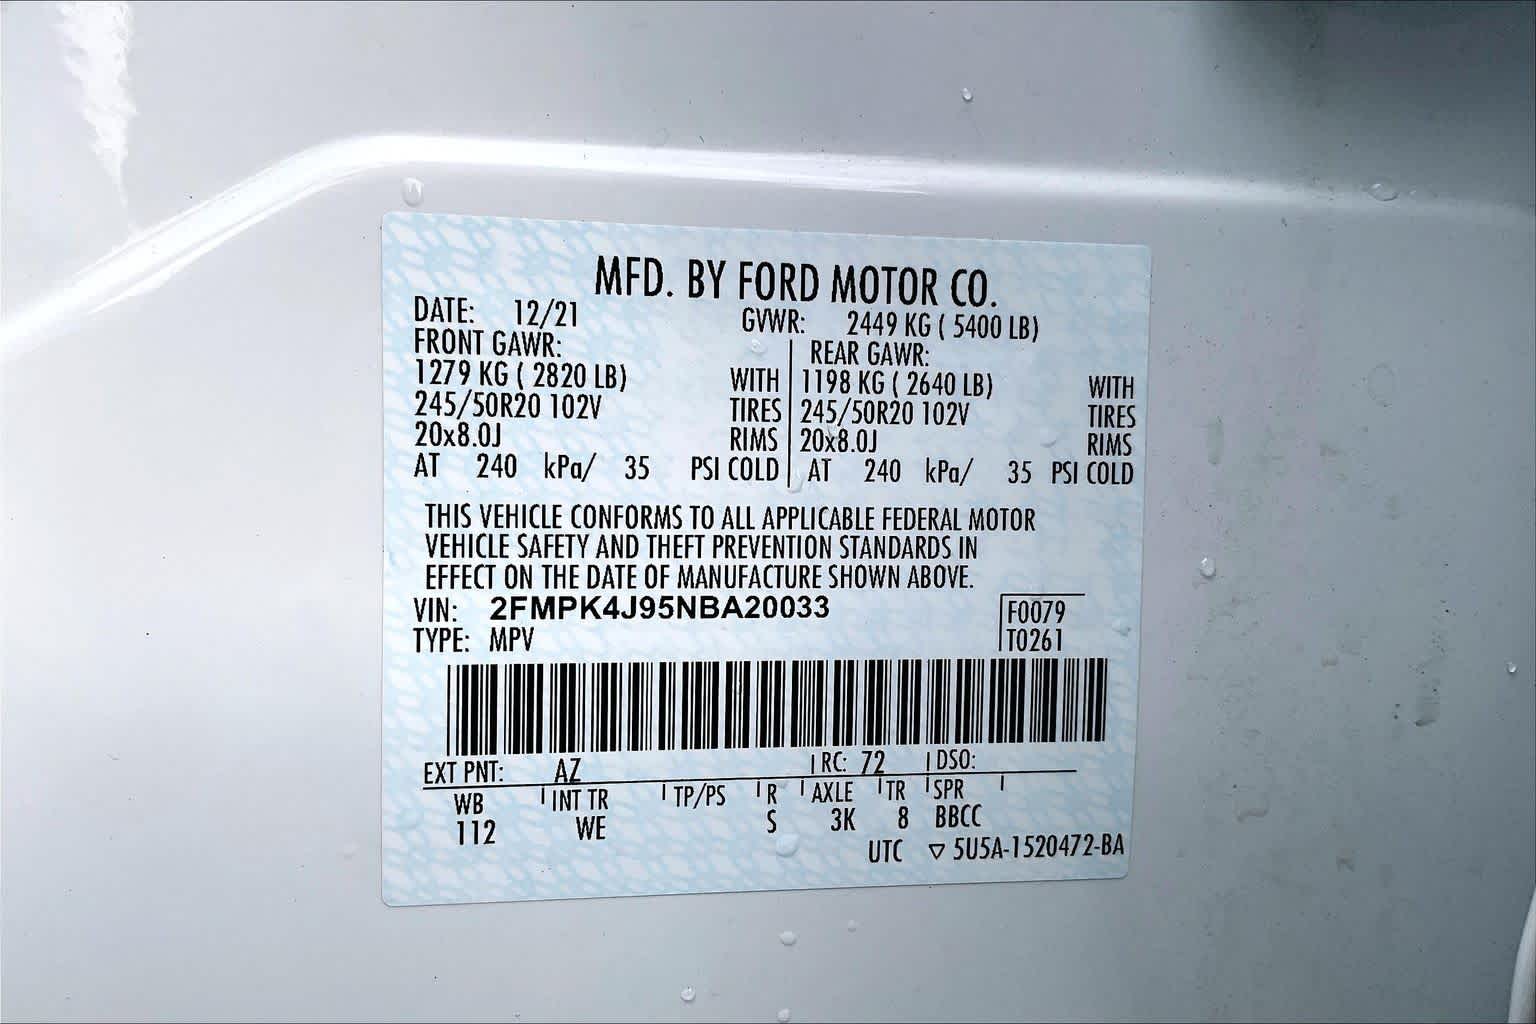 MFD. BY FORD MOTOR CO.
DATE: 12/21 GVWR: 2449 KG ( 5400 LB)
FRONT GAWR: REAR GAWR:
1279 KG ( 2820 LB) WITH 1198 KG ( 2640 LB) WITH
245/50R20 102V TIRES 245/50R20 102V TIRES
20x8.0J RIMS 20x8.0J RIMS
AT 240 kPa/ 35 PSI COLD AT 240 kPa/ 35 PSI COLD
THIS VEHICLE CONFORMS TO ALL APPLICABLE FEDERAL MOTOR
VEHICLE SAFETY AND THEFT PREVENTION STANDARDS IN
EFFECT ON THE DATE OF MANUFACTURE SHOWN ABOVE.
VIN: 2FMPK4J95NBA20033 F0079
TYPE: MPV T0261
EXT PNT: AZ RC: 72 DSO:
WB INT TR TP/PS R AXLE TR SPR
112 WE S 3K 8 BBCC
UTC ▽ 5U5A-1520472-BA